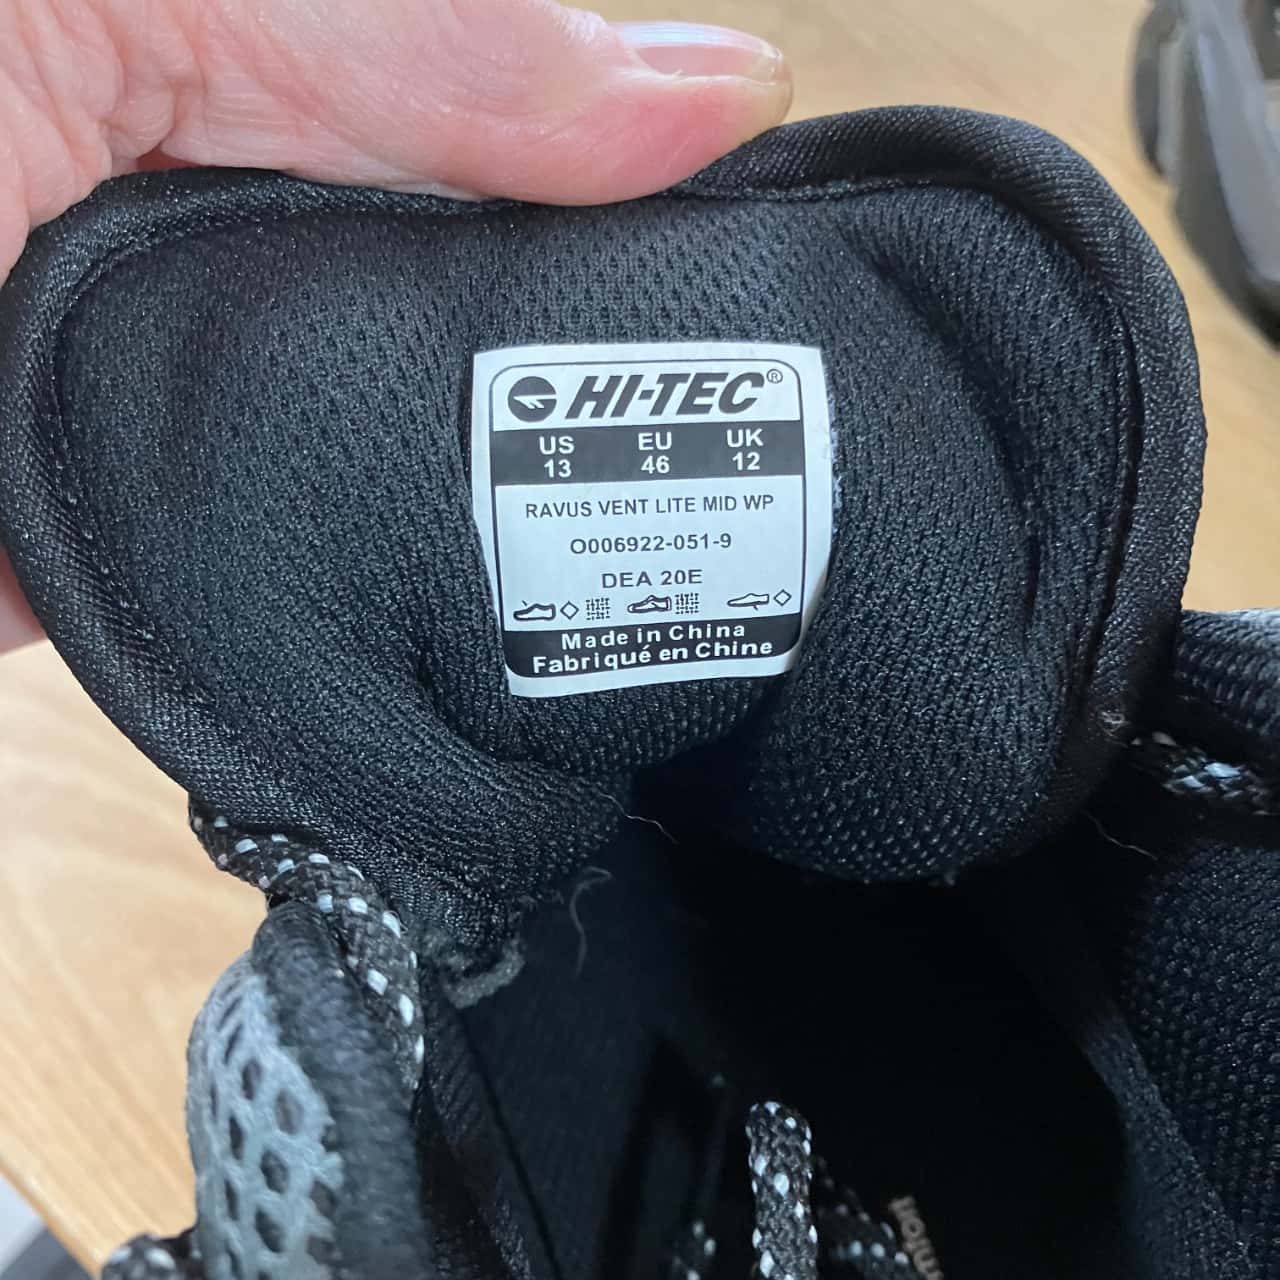 HI-TEC®
US EU UK
13 46 12
RAVUS VENT LITE MID WP
O006922-051-9
DEA 20E
Made in China
Fabriqué en Chine